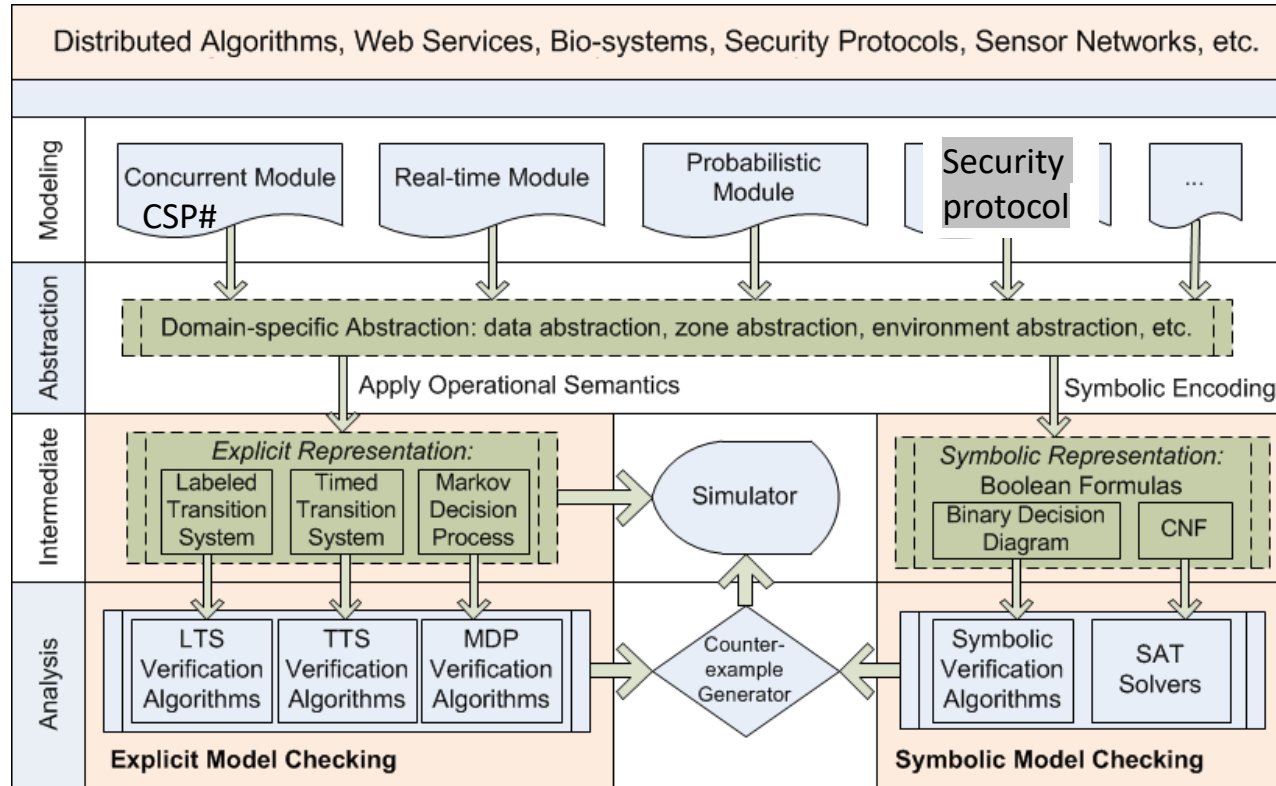 Distributed Algorithms, Web Services, Bio-systems, Security Protocols, Sensor Networks, etc.
Modeling
Concurrent Module
CSP#
Real-time Module
Probabilistic
Module
Security
protocol
...
Abstraction
Domain-specific Abstraction: data abstraction, zone abstraction, environment abstraction, etc.
Apply Operational Semantics
Symbolic Encoding
Intermediate
Explicit Representation:
Labeled
Transition
System
Timed
Transition
System
Markov
Decision
Process
Simulator
Symbolic Representation:
Boolean Formulas
Binary Decision
Diagram
CNF
Analysis
LTS
Verification
Algorithms
TTS
Verification
Algorithms
MDP
Verification
Algorithms
Counter-
example
Generator
Symbolic
Verification
Algorithms
SAT
Solvers
Explicit Model Checking
Symbolic Model Checking